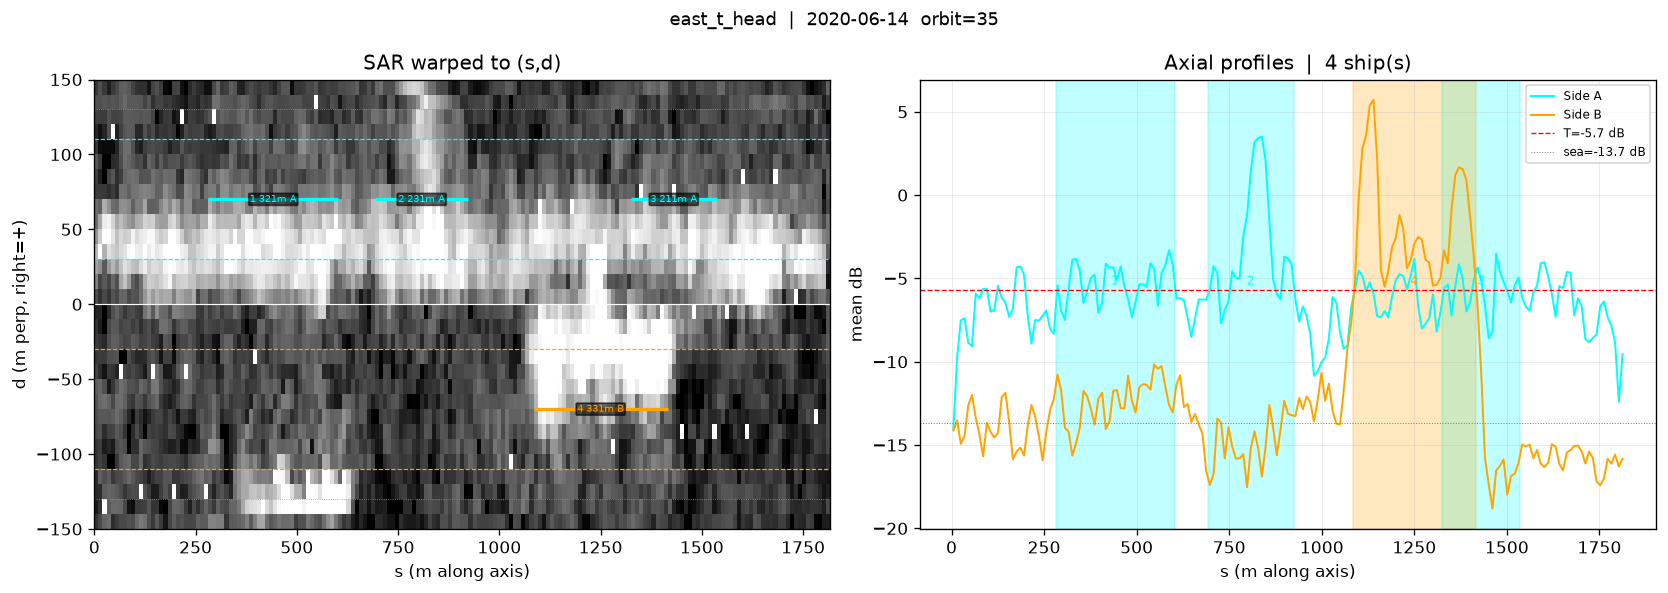 east_t_head | 2020-06-14 orbit=35
SAR warped to (s,d)
150
100
50
0
−50
−100
−150
d (m perp, right=+)
1 321m A
2 231m A
3 211m A
4 331m B
0
250
500
750
1000
1250
1500
1750
s (m along axis)
Axial profiles | 4 ship(s)
5
0
−5
−10
−15
−20
mean dB
Side A
Side B
T=-5.7 dB
sea=-13.7 dB
1
2
3
4
0
250
500
750
1000
1250
1500
1750
s (m along axis)